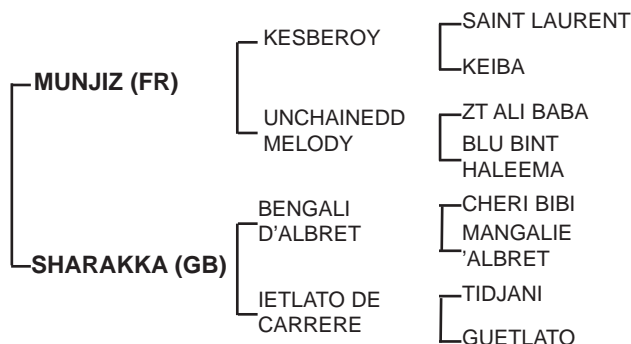 SAINT LAURENT
KESBEROY
KEIBA
MUNJIZ (FR)
ZT ALI BABA
UNCHAINEDD
MELODY
BLU BINT
HALEEMA
CHERI BIBI
BENGALI
D'ALBRET
MANGALIE
'ALBRET
SHARAKKA (GB)
TIDJANI
IETLATO DE
CARRERE
GUETLATO